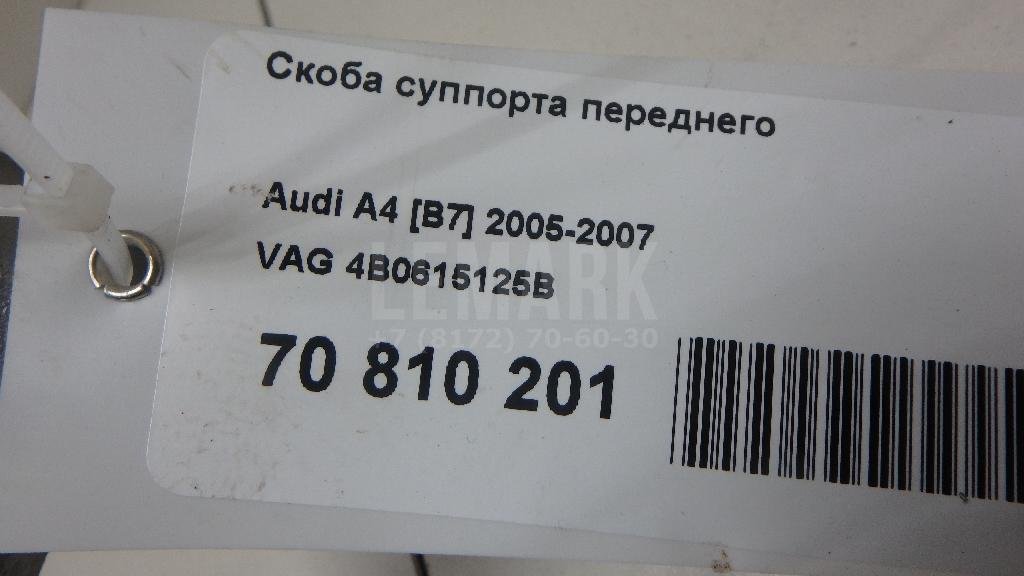 Скоба суппорта переднего
Audi A4 [B7] 2005-2007
VAG 4B0615125B
LEMARK
+7 (8172) 70-60-30
70 810 201